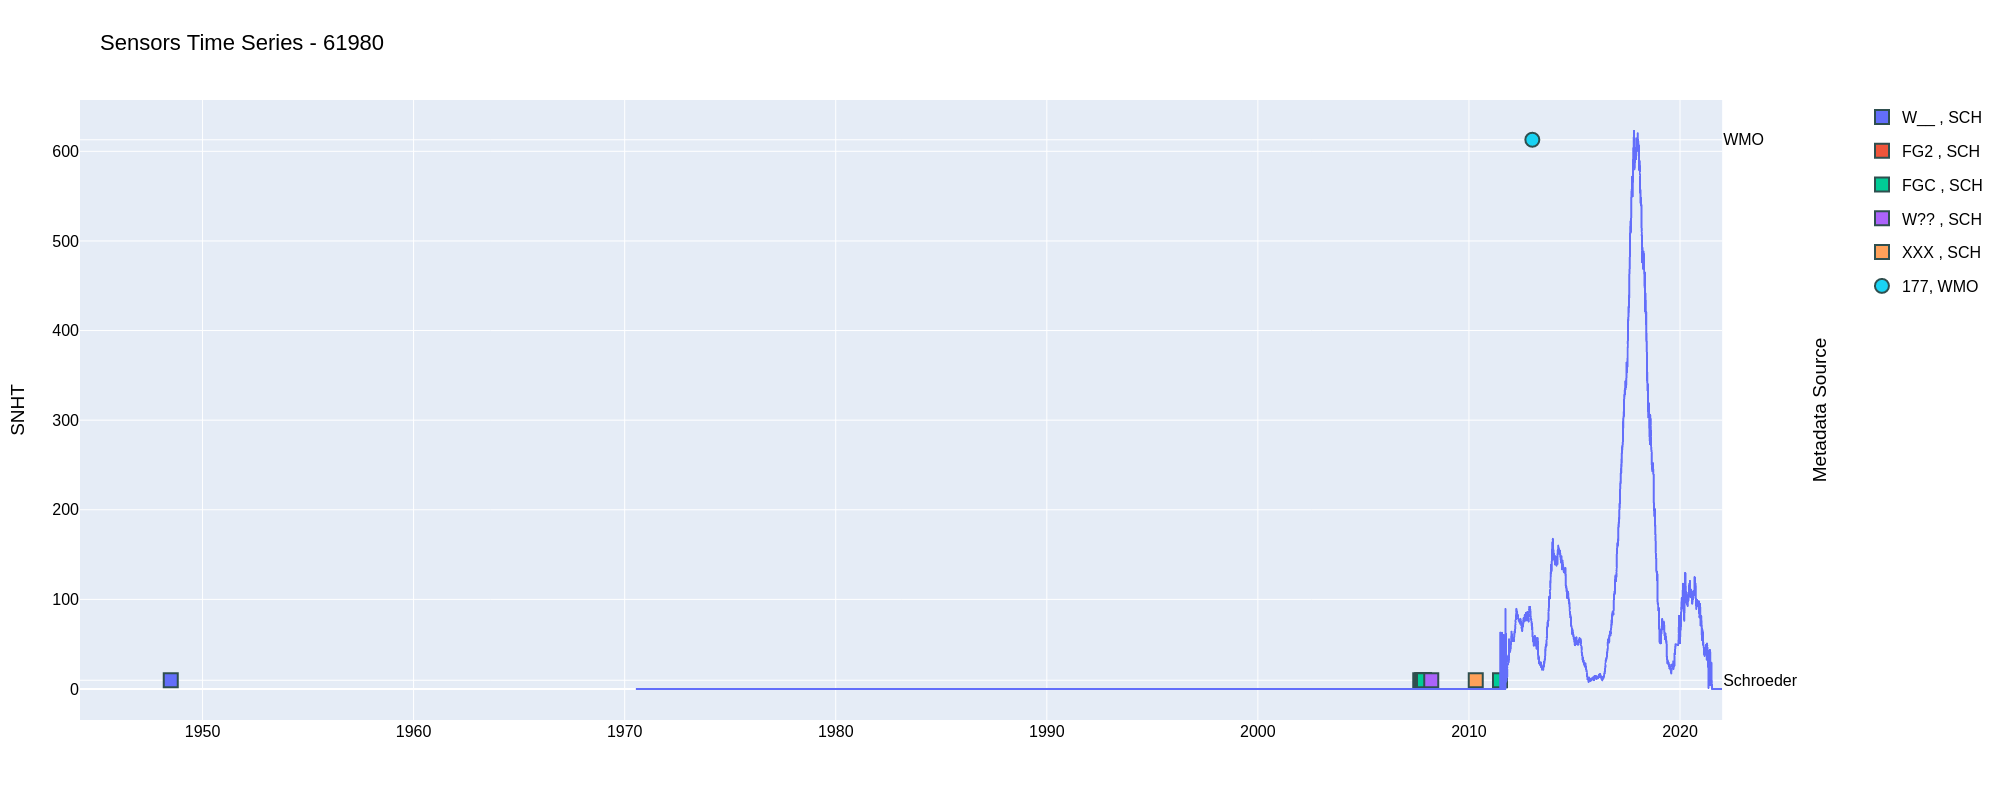 Sensors Time Series - 61980
W__ , SCH
FG2 , SCH
FGC , SCH
W?? , SCH
XXX , SCH
177, WMO
WMO
Schroeder
Metadata Source
SNHT
600
500
400
300
200
100
0
1950
1960
1970
1980
1990
2000
2010
2020